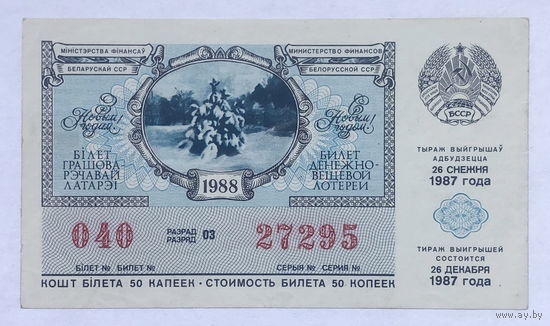 МІНІСТЭРСТВА ФІНАНСАЎ
БЕЛАРУСКАЙ ССР
МИНИСТЕРСТВО ФИНАНСОВ
БЕЛОРУССКОЙ ССР
З Новым годам!
С Новым годом!
БІЛЕТ
ГРАШОВА-
РЭЧАВАЙ
ЛАТАРЭІ
БИЛЕТ
ДЕНЕЖНО-
ВЕЩЕВОЙ
ЛОТЕРЕИ
1988
040
РАЗРАД
РАЗРЯД 03
27295
БІЛЕТ № БИЛЕТ №
СЕРЫЯ № СЕРИЯ №
КОШТ БІЛЕТА 50 КАПЕЕК • СТОИМОСТЬ БИЛЕТА 50 КОПЕЕК
БССР
ТЫРАЖ ВЫЙГРЫШАЎ
АДБУДЗЕЦЦА
26 СНЕЖНЯ
1987 года
ТИРАЖ ВЫИГРЫШЕЙ
СОСТОИТСЯ
26 ДЕКАБРЯ
1987 года
www.ay.by